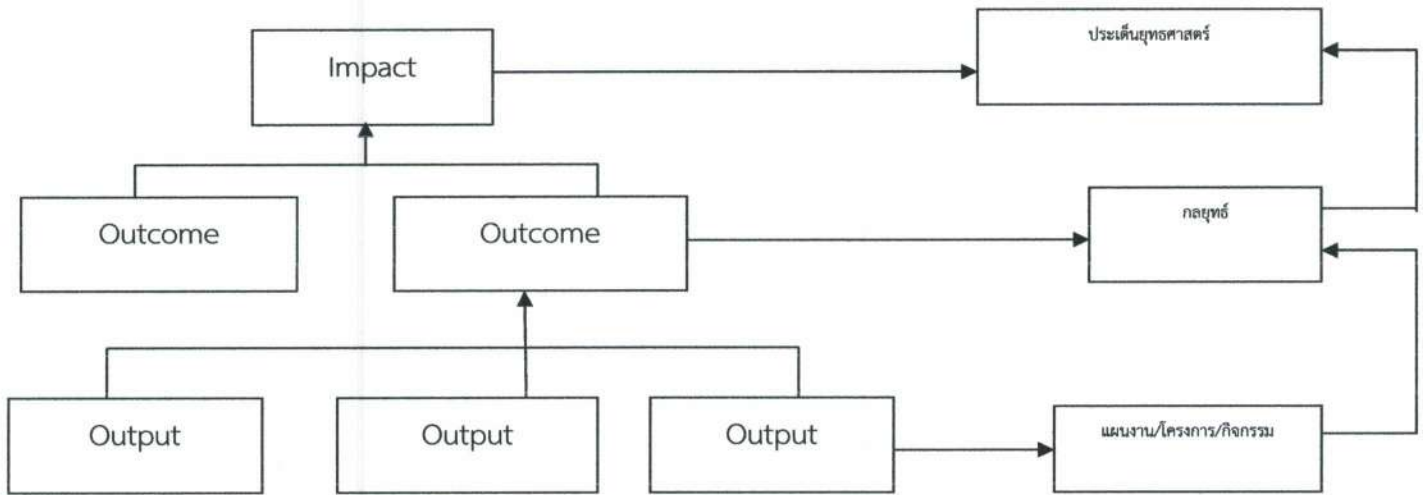 Impact
ประเด็นยุทธศาสตร์
Outcome
Outcome
กลยุทธ์
Output
Output
Output
แผนงาน/โครงการ/กิจกรรม